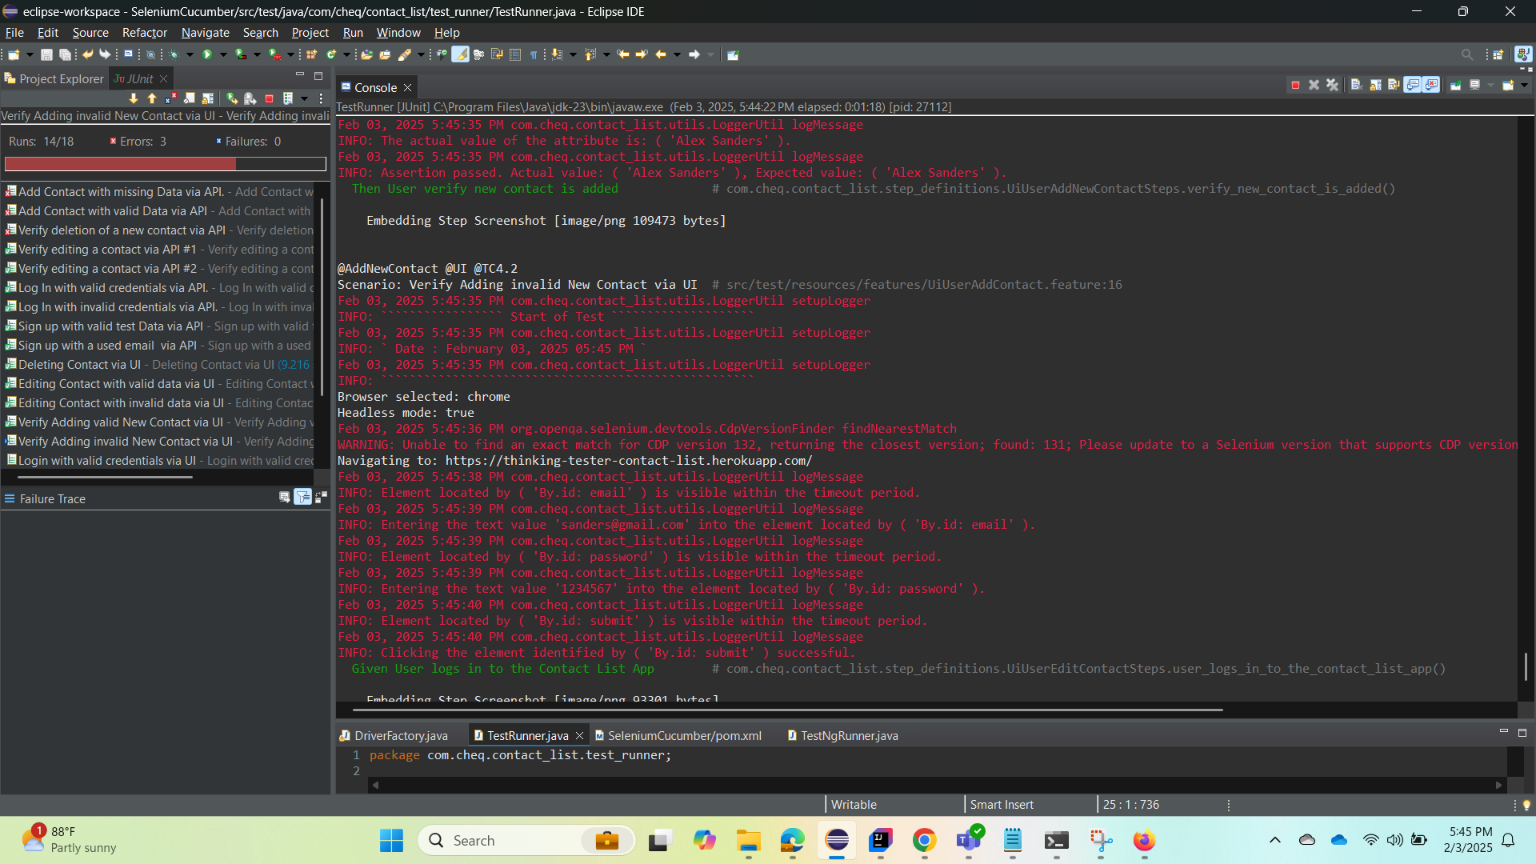 eclipse-workspace - SeleniumCucumber/src/test/java/com/cheq/contact_list/test_runner/TestRunner.java - Eclipse IDE
File Edit Source Refactor Navigate Search Project Run Window Help
Project Explorer JUnit
Verify Adding invalid New Contact via UI - Verify Adding invali
Runs: 14/18 Errors: 3 Failures: 0
Add Contact with missing Data via API. - Add Contact w
Add Contact with valid Data via API - Add Contact with
Verify deletion of a new contact via API - Verify deletion
Verify editing a contact via API #1 - Verify editing a cont
Verify editing a contact via API #2 - Verify editing a cont
Log In with valid credentials via API. - Log In with valid c
Log In with invalid credentials via API. - Log In with inva
Sign up with valid test Data via API - Sign up with valid
Sign up with a used email via API - Sign up with a used
Deleting Contact via UI - Deleting Contact via UI (9.216
Editing Contact with valid data via UI - Editing Contact
Editing Contact with invalid data via UI - Editing Contac
Verify Adding valid New Contact via UI - Verify Adding
Verify Adding invalid New Contact via UI - Verify Adding
Login with valid credentials via UI - Login with valid cre
Failure Trace
Console
TestRunner [JUnit] C:\Program Files\Java\jdk-23\bin\javaw.exe (Feb 3, 2025, 5:44:22 PM elapsed: 0:01:18) [pid: 27112]
Feb 03, 2025 5:45:35 PM com.cheq.contact_list.utils.LoggerUtil logMessage
INFO: The actual value of the attribute is: ( 'Alex Sanders' ).
Feb 03, 2025 5:45:35 PM com.cheq.contact_list.utils.LoggerUtil logMessage
INFO: Assertion passed. Actual value: ( 'Alex Sanders' ), Expected value: ( 'Alex Sanders' ).
Then User verify new contact is added # com.cheq.contact_list.step_definitions.UiUserAddNewContactSteps.verify_new_contact_is_added()
Embedding Step Screenshot [image/png 109473 bytes]
@AddNewContact @UI @TC4.2
Scenario: Verify Adding invalid New Contact via UI # src/test/resources/features/UiUserAddContact.feature:16
Feb 03, 2025 5:45:35 PM com.cheq.contact_list.utils.LoggerUtil setupLogger
INFO: ````````````````` Start of Test ````````````````````
Feb 03, 2025 5:45:35 PM com.cheq.contact_list.utils.LoggerUtil setupLogger
INFO: ` Date : February 03, 2025 05:45 PM `
Feb 03, 2025 5:45:35 PM com.cheq.contact_list.utils.LoggerUtil setupLogger
INFO: ````````````````````````````````````````````````````
Browser selected: chrome
Headless mode: true
Feb 03, 2025 5:45:36 PM org.openqa.selenium.devtools.CdpVersionFinder findNearestMatch
WARNING: Unable to find an exact match for CDP version 132, returning the closest version; found: 131; Please update to a Selenium version that supports CDP version
Navigating to: https://thinking-tester-contact-list.herokuapp.com/
Feb 03, 2025 5:45:38 PM com.cheq.contact_list.utils.LoggerUtil logMessage
INFO: Element located by ( 'By.id: email' ) is visible within the timeout period.
Feb 03, 2025 5:45:39 PM com.cheq.contact_list.utils.LoggerUtil logMessage
INFO: Entering the text value 'sanders@gmail.com' into the element located by ( 'By.id: email' ).
Feb 03, 2025 5:45:39 PM com.cheq.contact_list.utils.LoggerUtil logMessage
INFO: Element located by ( 'By.id: password' ) is visible within the timeout period.
Feb 03, 2025 5:45:39 PM com.cheq.contact_list.utils.LoggerUtil logMessage
INFO: Entering the text value '1234567' into the element located by ( 'By.id: password' ).
Feb 03, 2025 5:45:40 PM com.cheq.contact_list.utils.LoggerUtil logMessage
INFO: Element located by ( 'By.id: submit' ) is visible within the timeout period.
Feb 03, 2025 5:45:40 PM com.cheq.contact_list.utils.LoggerUtil logMessage
INFO: Clicking the element identified by ( 'By.id: submit' ) successful.
Given User logs in to the Contact List App # com.cheq.contact_list.step_definitions.UiUserEditContactSteps.user_logs_in_to_the_contact_list_app()
Embedding Step Screenshot [image/png 93301 bytes]
DriverFactory.java TestRunner.java SeleniumCucumber/pom.xml TestNgRunner.java
1 package com.cheq.contact_list.test_runner;
2
Writable Smart Insert 25 : 1 : 736
1 88°F
Partly sunny
Search
5:45 PM
2/3/2025